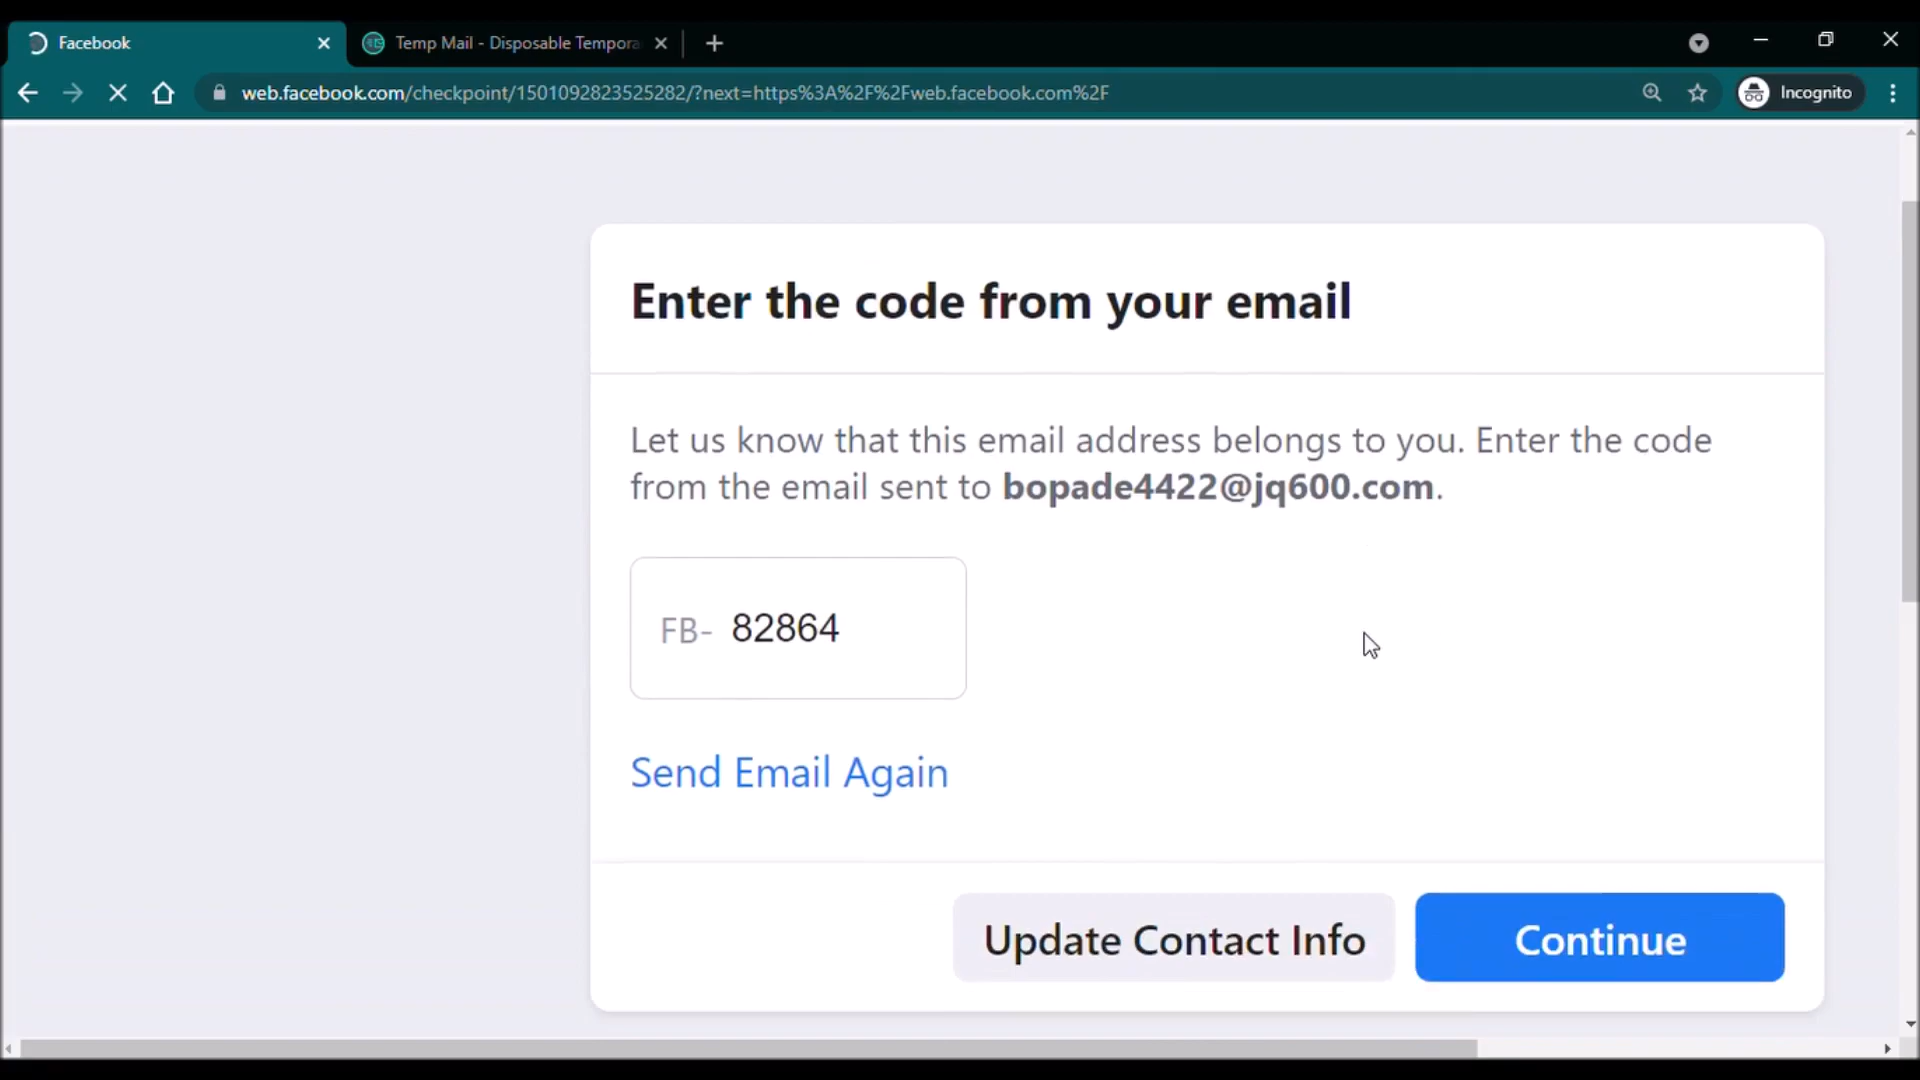 Facebook
Temp Mail - Disposable Tempora
web.facebook.com/checkpoint/1501092823525282/?next=https%3A%2F%2Fweb.facebook.com%2F
Incognito
Enter the code from your email
Let us know that this email address belongs to you. Enter the code
from the email sent to bopade4422@jq600.com.
FB- 82864
Send Email Again
Update Contact Info
Continue